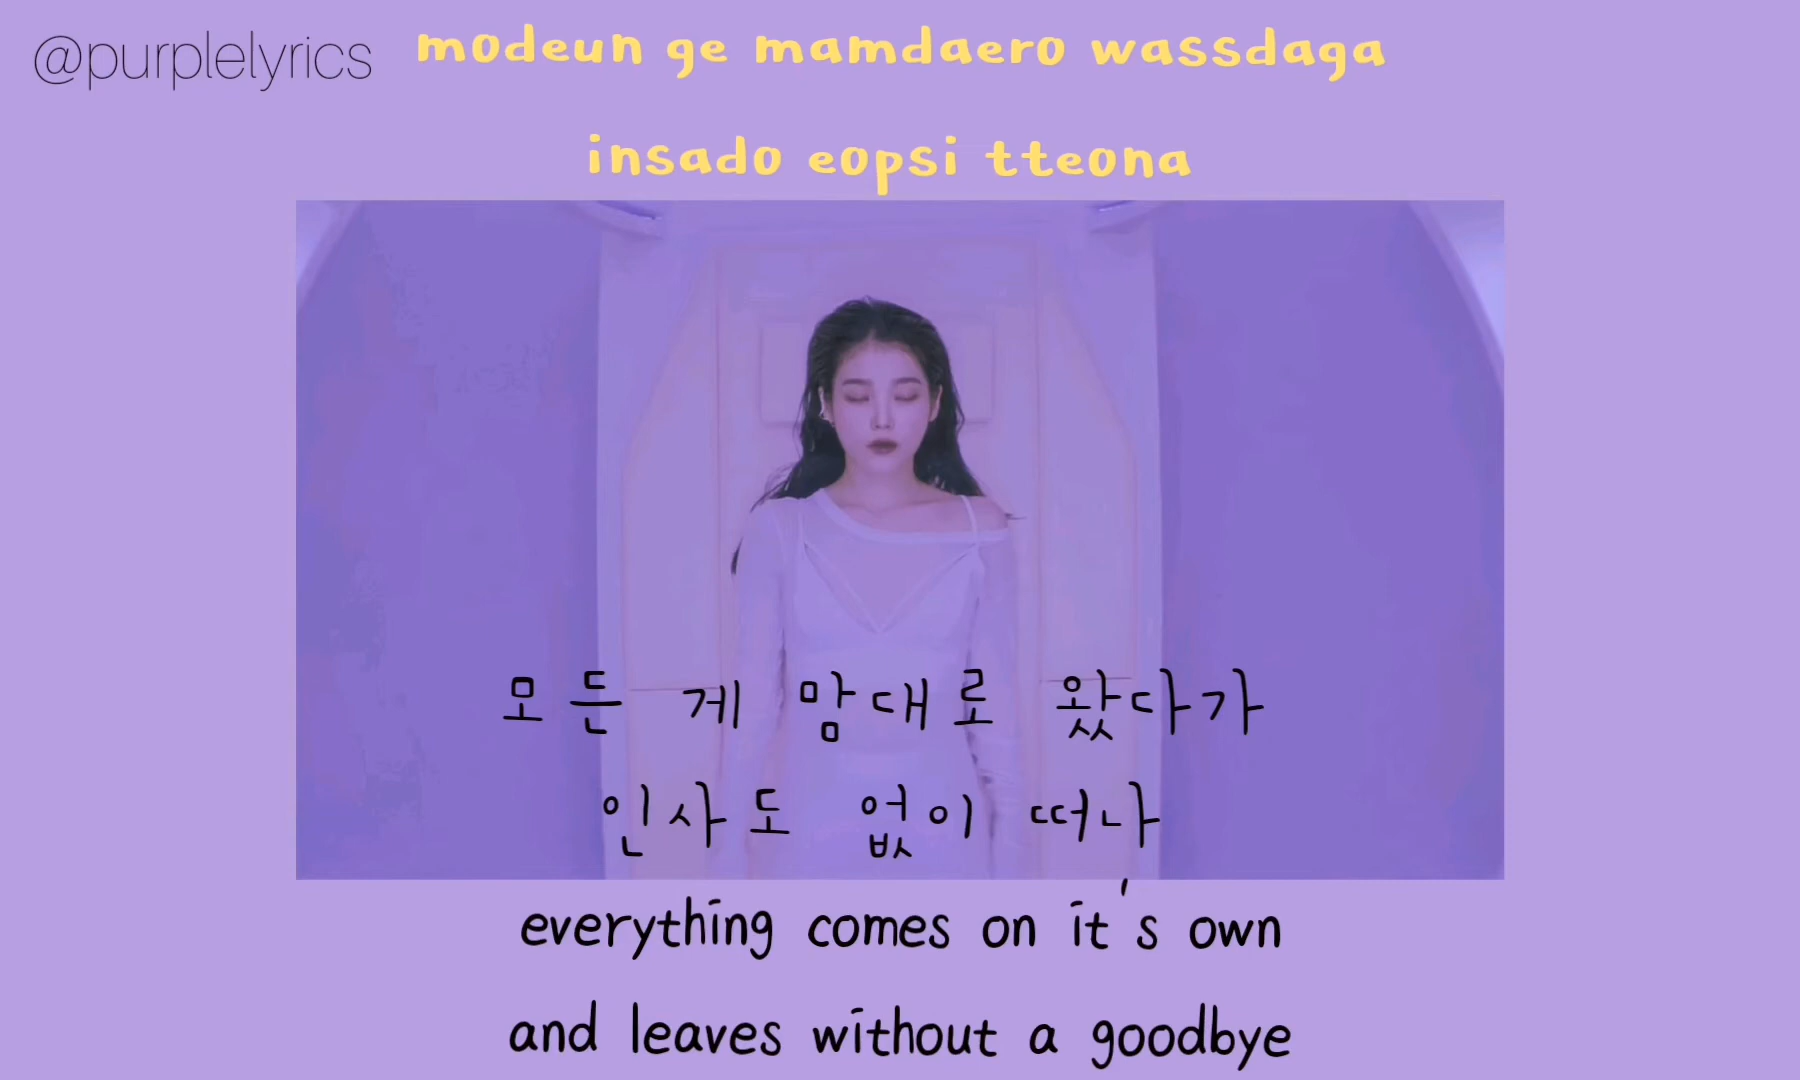 @purplelyrics
modeun ge mamdaero wassdaga
insado eopsi tteona
모든 게 맘대로 왔다가
인사도 없이 떠나
everything comes on it's own
and leaves without a goodbye